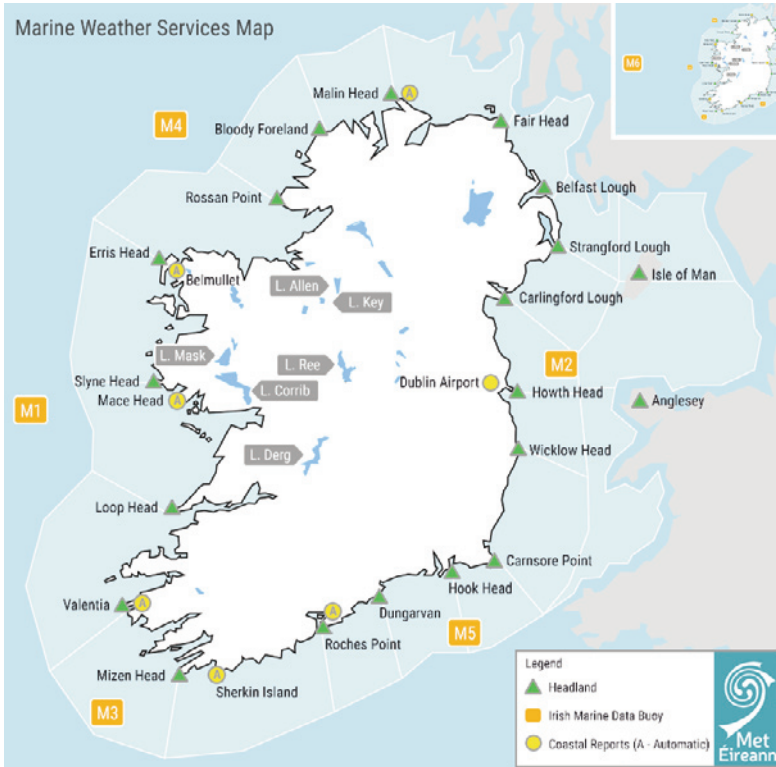 Marine Weather Services Map
M6
Malin Head
A
M4
Bloody Foreland
Fair Head
Rossan Point
Belfast Lough
Erris Head
A
Belmullet
Strangford Lough
L. Allen
Isle of Man
L. Key
Carlingford Lough
L. Mask
L. Ree
M2
Slyne Head
Dublin Airport
L. Corrib
Howth Head
Mace Head
A
Anglesey
M1
Wicklow Head
L. Derg
Loop Head
Carnsore Point
Hook Head
Valentia
A
A
Dungarvan
Roches Point
M5
Mizen Head
A
Sherkin Island
M3
Legend
Headland
Irish Marine Data Buoy
Coastal Reports (A - Automatic)
Met
Éireann